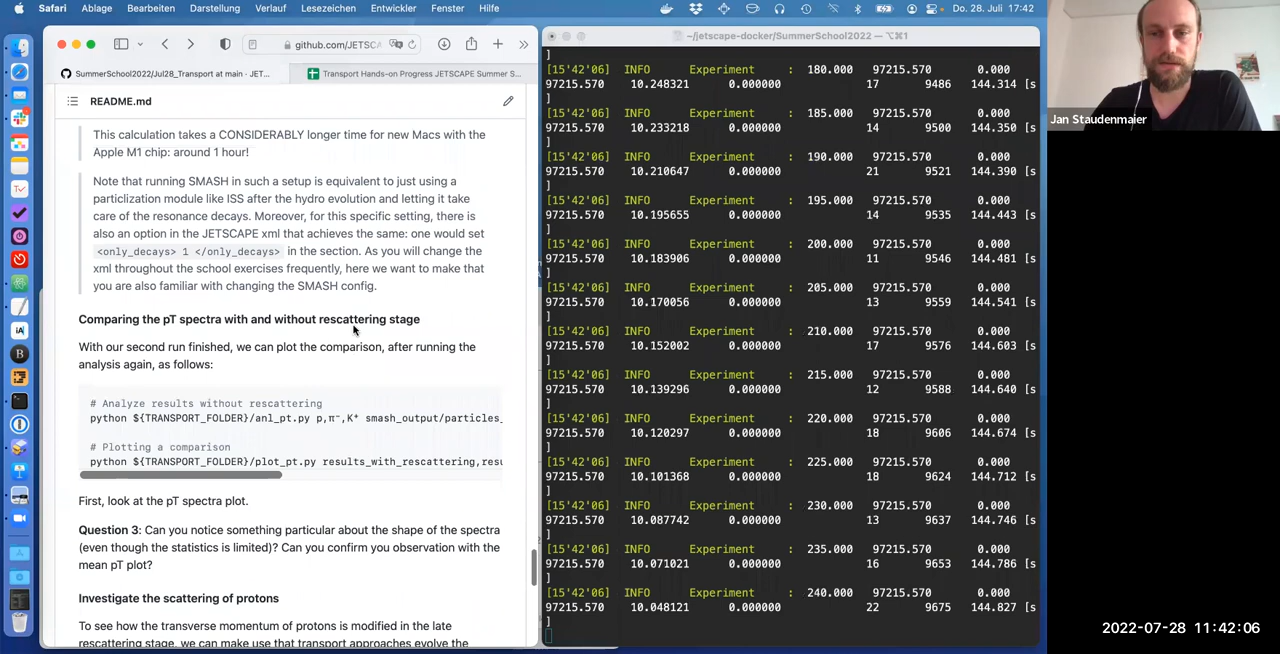 Safari Ablage Bearbeiten Darstellung Verlauf Lesezeichen Entwickler Fenster Hilfe Do. 28. Juli 17:42
github.com/JETSCA
SummerSchool2022/Jul28_Transport at main · JET...
Transport Hands-on Progress JETSCAPE Summer S...
README.md
This calculation takes a CONSIDERABLY longer time for new Macs with the
Apple M1 chip: around 1 hour!
Note that running SMASH in such a setup is equivalent to just using a
particlization module like ISS after the hydro evolution and letting it take
care of the resonance decays. Moreover, for this specific setting, there is
also an option in the JETSCAPE xml that achieves the same: one would set
<only_decays> 1 </only_decays> in the section. As you will change the
xml throughout the school exercises frequently, here we want to make that
you are also familiar with changing the SMASH config.
Comparing the pT spectra with and without rescattering stage
With our second run finished, we can plot the comparison, after running the
analysis again, as follows:
# Analyze results without rescattering
python ${TRANSPORT_FOLDER}/anl_pt.py p,π⁻,K⁺ smash_output/particles_
# Plotting a comparison
python ${TRANSPORT_FOLDER}/plot_pt.py results_with_rescattering,resu
First, look at the pT spectra plot.
Question 3: Can you notice something particular about the shape of the spectra
(even though the statistics is limited)? Can you confirm you observation with the
mean pT plot?
Investigate the scattering of protons
To see how the transverse momentum of protons is modified in the late
rescattering stage, we can make use that transport approaches evolve the
~/jetscape-docker/SummerSchool2022 — ⌥⌘1
]
[15'42'06] INFO Experiment : 180.000 97215.570 0.000
97215.570 10.248321 0.000000 17 9486 144.314 [s
]
[15'42'06] INFO Experiment : 185.000 97215.570 0.000
97215.570 10.233218 0.000000 14 9500 144.350 [s
]
[15'42'06] INFO Experiment : 190.000 97215.570 0.000
97215.570 10.210647 0.000000 21 9521 144.390 [s
]
[15'42'06] INFO Experiment : 195.000 97215.570 0.000
97215.570 10.195655 0.000000 14 9535 144.443 [s
]
[15'42'06] INFO Experiment : 200.000 97215.570 0.000
97215.570 10.183906 0.000000 11 9546 144.481 [s
]
[15'42'06] INFO Experiment : 205.000 97215.570 0.000
97215.570 10.170056 0.000000 13 9559 144.541 [s
]
[15'42'06] INFO Experiment : 210.000 97215.570 0.000
97215.570 10.152002 0.000000 17 9576 144.603 [s
]
[15'42'06] INFO Experiment : 215.000 97215.570 0.000
97215.570 10.139296 0.000000 12 9588 144.640 [s
]
[15'42'06] INFO Experiment : 220.000 97215.570 0.000
97215.570 10.120297 0.000000 18 9606 144.674 [s
]
[15'42'06] INFO Experiment : 225.000 97215.570 0.000
97215.570 10.101368 0.000000 18 9624 144.712 [s
]
[15'42'06] INFO Experiment : 230.000 97215.570 0.000
97215.570 10.087742 0.000000 13 9637 144.746 [s
]
[15'42'06] INFO Experiment : 235.000 97215.570 0.000
97215.570 10.071021 0.000000 16 9653 144.786 [s
]
[15'42'06] INFO Experiment : 240.000 97215.570 0.000
97215.570 10.048121 0.000000 22 9675 144.827 [s
]
Jan Staudenmaier
2022-07-28 11:42:06